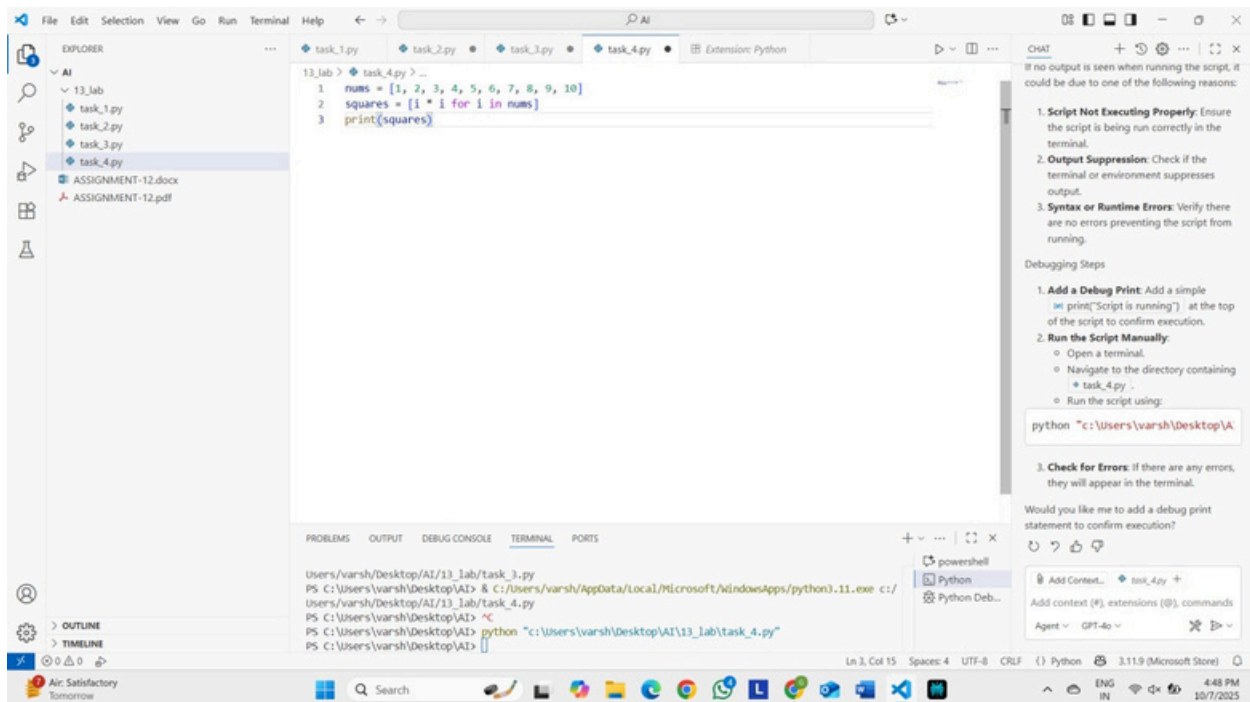 File Edit Selection View Go Run Terminal Help
AI
EXPLORER
AI
13_lab
task_1.py
task_2.py
task_3.py
task_4.py
ASSIGNMENT-12.docx
ASSIGNMENT-12.pdf
OUTLINE
TIMELINE
task_1.py task_2.py task_3.py task_4.py Extension: Python
13_lab > task_4.py > ...
1 nums = [1, 2, 3, 4, 5, 6, 7, 8, 9, 10]
2 squares = [i * i for i in nums]
3 print(squares)
PROBLEMS OUTPUT DEBUG CONSOLE TERMINAL PORTS
Users/varsh/Desktop/AI/13_lab/task_3.py
PS C:\Users\varsh\Desktop\AI> & C:/Users/varsh/AppData/Local/Microsoft/WindowsApps/python3.11.exe c:/
Users/varsh/Desktop/AI/13_lab/task_4.py
PS C:\Users\varsh\Desktop\AI> ^C
PS C:\Users\varsh\Desktop\AI> python "c:\Users\varsh\Desktop\AI\13_lab\task_4.py"
PS C:\Users\varsh\Desktop\AI>
powershell
Python
Python Deb...
CHAT
If no output is seen when running the script, it
could be due to one of the following reasons:
1. Script Not Executing Properly: Ensure
the script is being run correctly in the
terminal.
2. Output Suppression: Check if the
terminal or environment suppresses
output.
3. Syntax or Runtime Errors: Verify there
are no errors preventing the script from
running.
Debugging Steps
1. Add a Debug Print: Add a simple
print("Script is running") at the top
of the script to confirm execution.
2. Run the Script Manually:
Open a terminal.
Navigate to the directory containing
task_4.py .
Run the script using:
python "c:\Users\varsh\Desktop\A
3. Check for Errors: If there are any errors,
they will appear in the terminal.
Would you like me to add a debug print
statement to confirm execution?
Add Context... task_4.py +
Add context (#), extensions (@), commands
Agent GPT-4o
0 0 Ln 3, Col 15 Spaces: 4 UTF-8 CRLF {} Python 3.11.9 (Microsoft Store)
Air: Satisfactory
Tomorrow
Search
ENG
IN
4:48 PM
10/7/2025